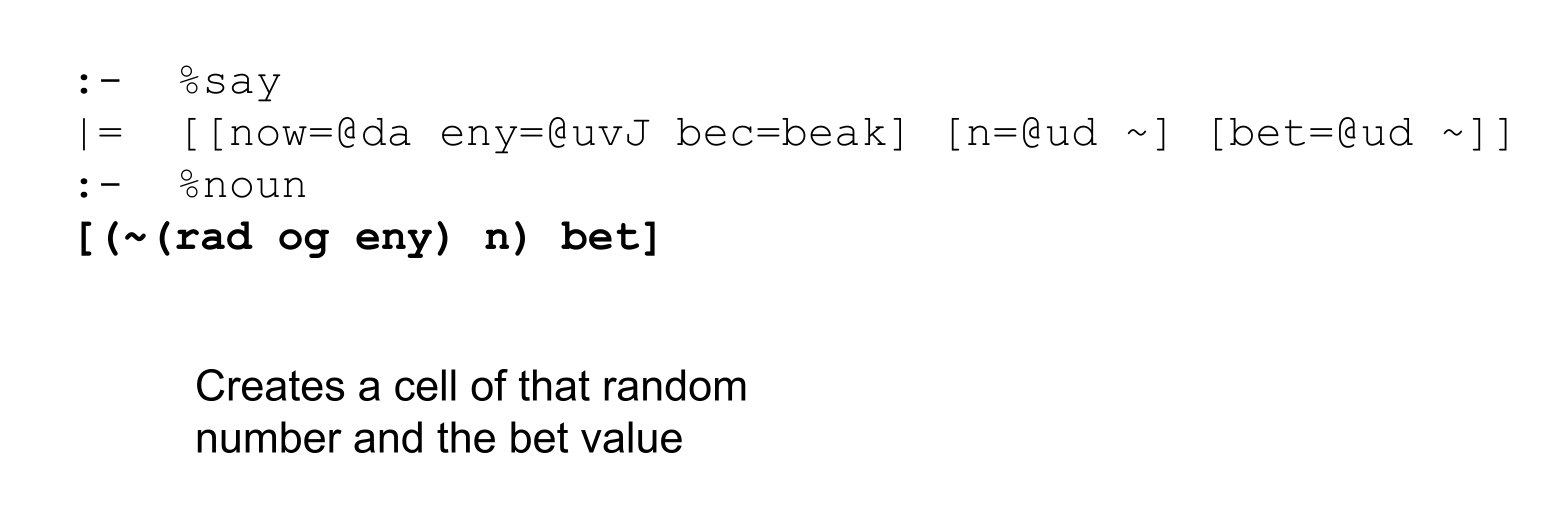 :-  %say
|=  [[now=@da eny=@uvJ bec=beak] [n=@ud ~] [bet=@ud ~]]
:-  %noun
[(~(rad og eny) n) bet]
Creates a cell of that random
number and the bet value